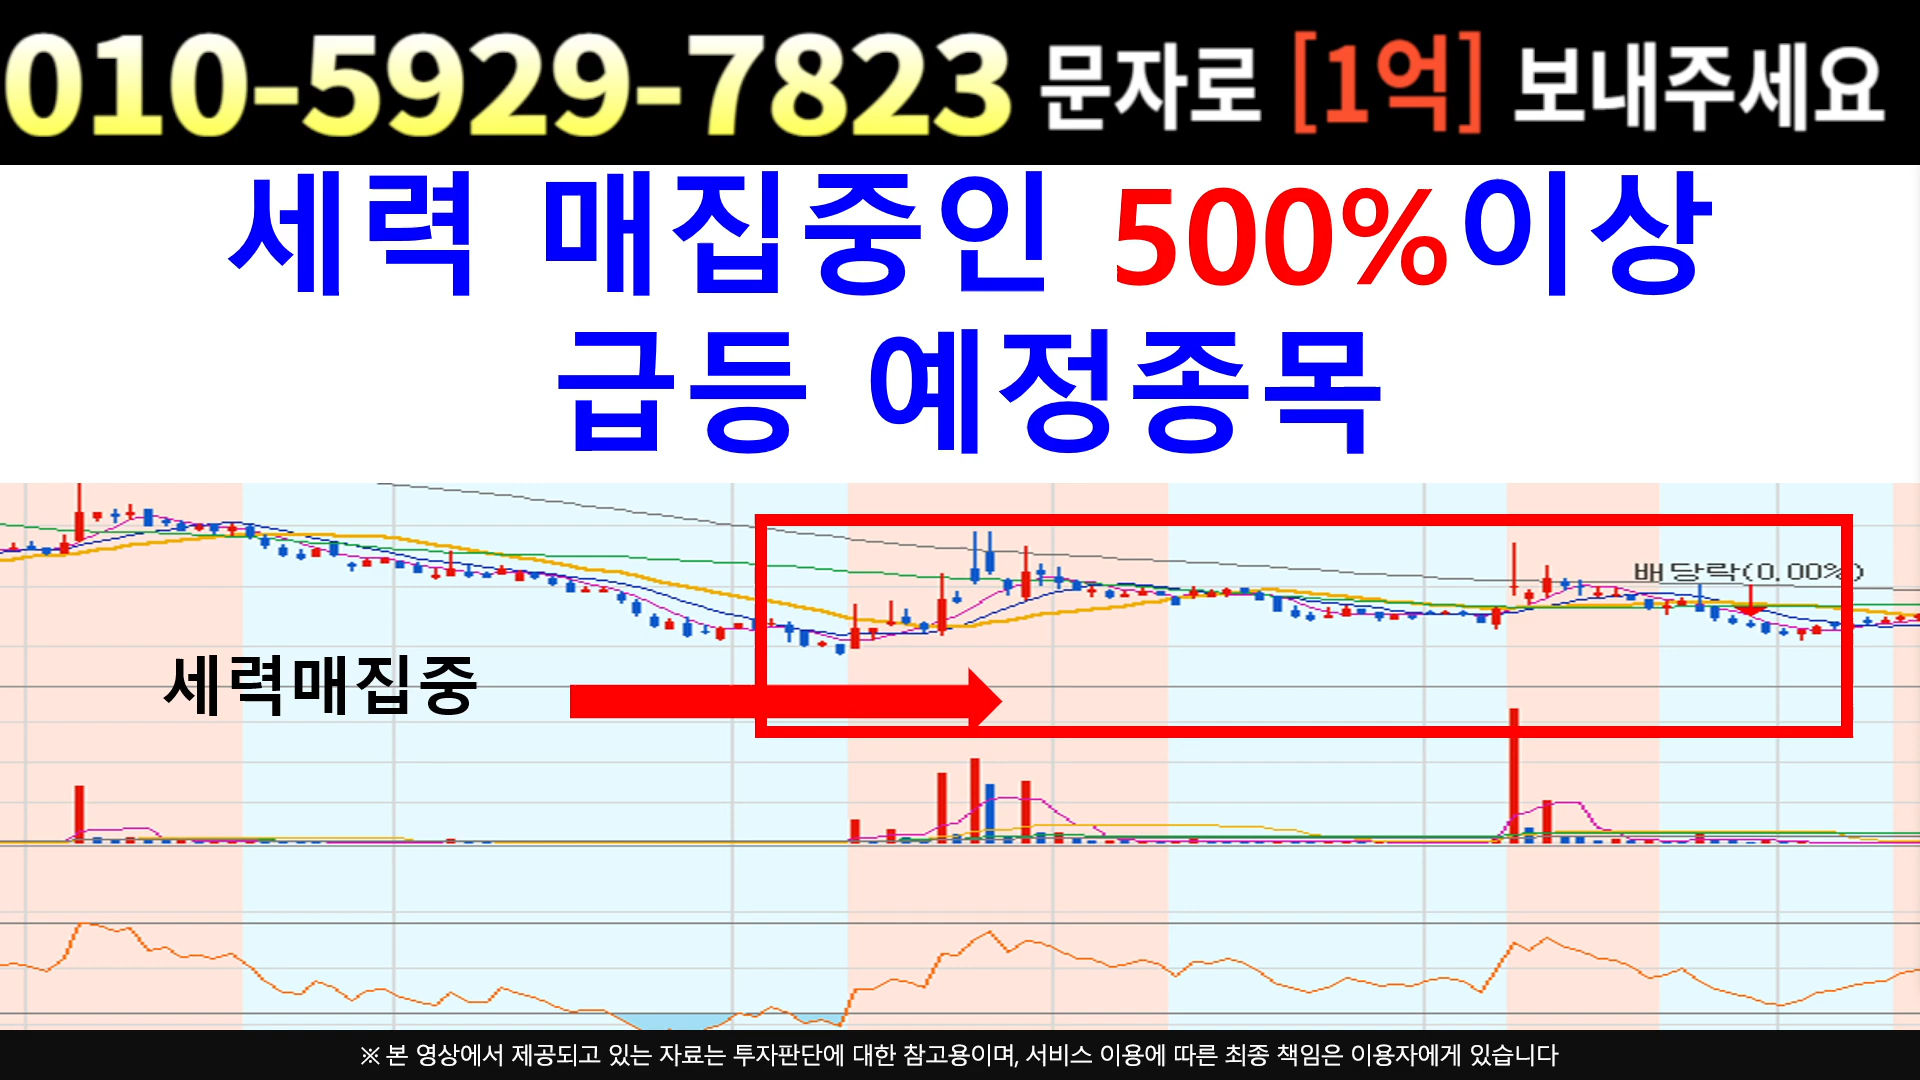 010-5929-7823 문자로 [1억] 보내주세요
세력 매집중인 500%이상
급등 예정종목
배당락(0.00%)
세력매집중
※ 본 영상에서 제공되고 있는 자료는 투자판단에 대한 참고용이며, 서비스 이용에 따른 최종 책임은 이용자에게 있습니다